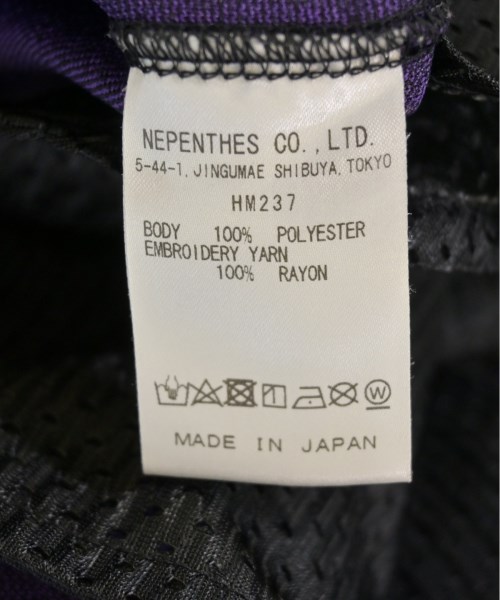 NEPENTHES CO., LTD.
5-44-1, JINGUMAE SHIBUYA, TOKYO
HM237
BODY 100% POLYESTER
EMBROIDERY YARN
100% RAYON
W
MADE IN JAPAN